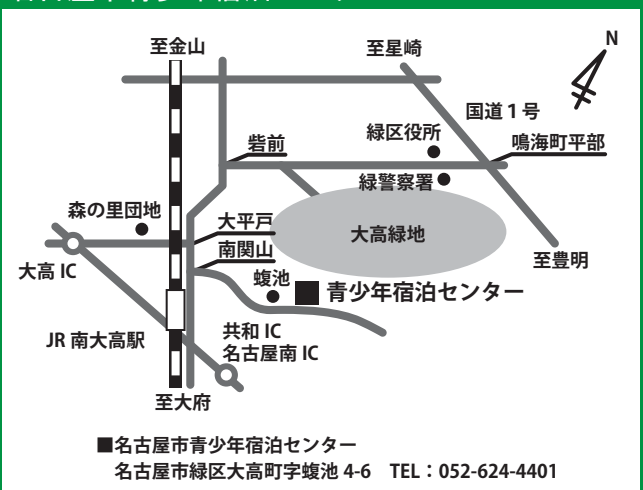 至金山
至星崎
N
国道1号
緑区役所
砦前
鳴海町平部
緑警察署
森の里団地
大平戸
大高緑地
南関山
至豊明
大高 IC
蝮池
青少年宿泊センター
JR 南大高駅
共和 IC
名古屋南 IC
至大府
■名古屋市青少年宿泊センター
名古屋市緑区大高町字蝮池 4-6 TEL：052-624-4401